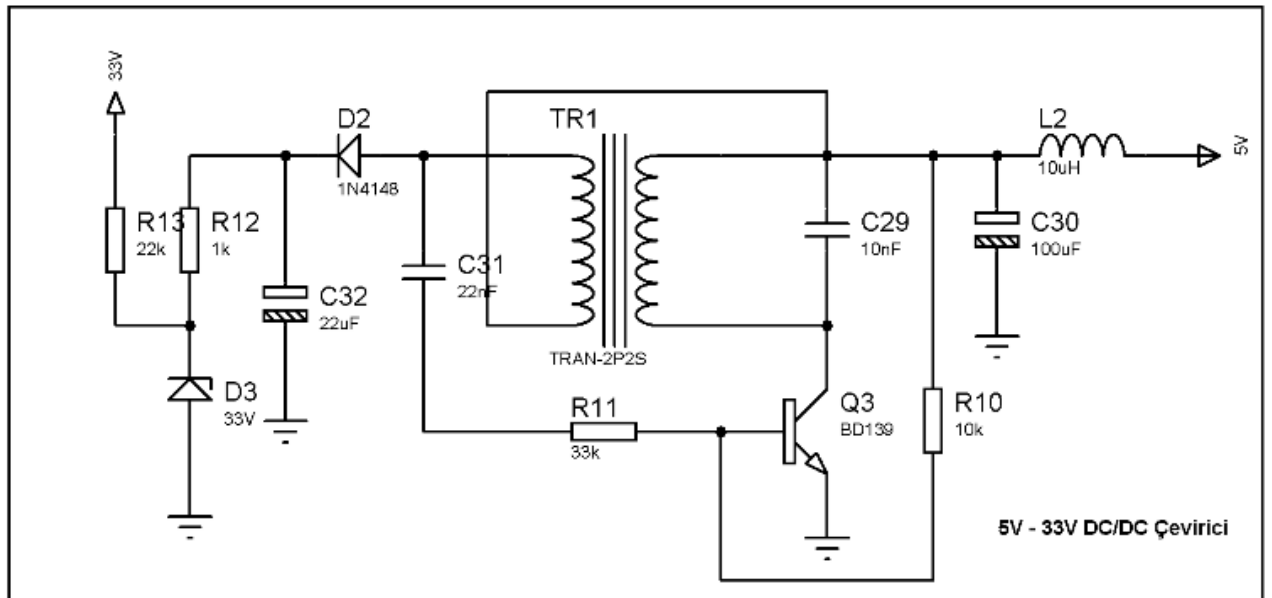 33V
D2
1N4148
TR1
TRAN-2P2S
L2
10uH
5V
R13
22k
R12
1k
C31
22nF
C29
10nF
C30
100uF
C32
22uF
D3
33V
R11
33k
Q3
BD139
R10
10k
5V - 33V DC/DC Çevirici